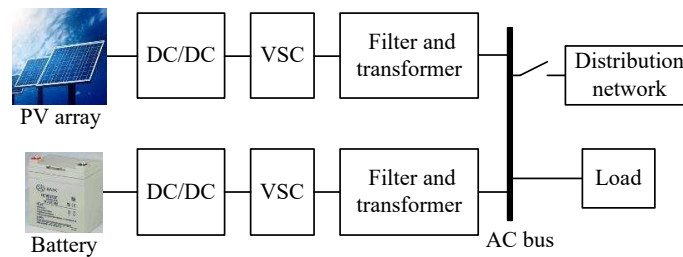 PV array
DC/DC
VSC
Filter and
transformer
Distribution
network
Battery
DC/DC
VSC
Filter and
transformer
Load
AC bus